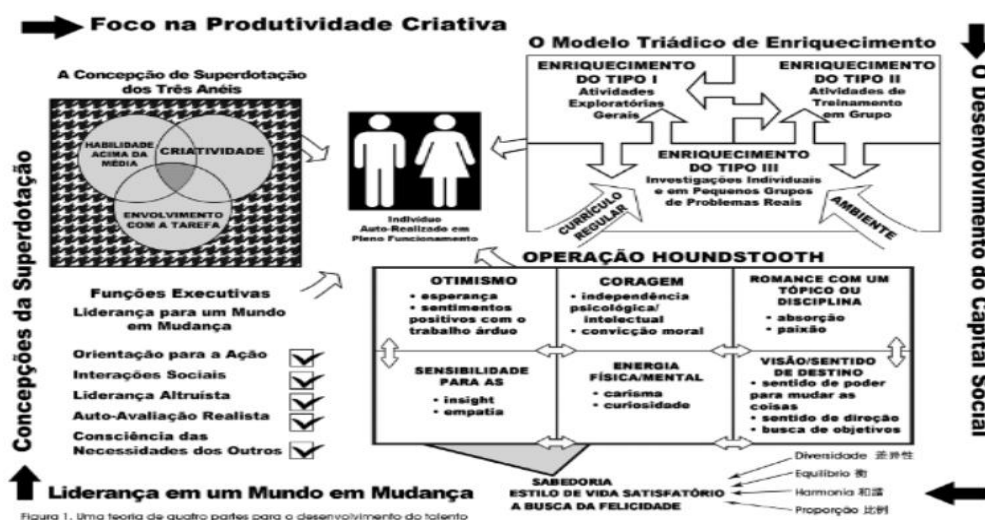 Foco na Produtividade Criativa
A Concepção de Superdotação
dos Três Anéis
HABILIDADE
ACIMA DA
MÉDIA
CRIATIVIDADE
ENVOLVIMENTO
COM A TAREFA
Indivíduo
Auto-Realizado em
Pleno Funcionamento
O Modelo Triádico de Enriquecimento
ENRIQUECIMENTO
DO TIPO I
Atividades
Exploratórias
Gerais
ENRIQUECIMENTO
DO TIPO II
Atividades de
Treinamento
em Grupo
ENRIQUECIMENTO
DO TIPO III
Investigações Individuais
e em Pequenos Grupos
de Problemas Reais
CURRÍCULO
REGULAR
AMBIENTE
Concepções da Superdotação
O Desenvolvimento do Capital Social
Funções Executivas
Liderança para um Mundo
em Mudança
Orientação para a Ação
Interações Sociais
Liderança Altruísta
Auto-Avaliação Realista
Consciência das
Necessidades dos Outros
OPERAÇÃO HOUNDSTOOTH
OTIMISMO
• esperança
• sentimentos
positivos com o
trabalho árduo
CORAGEM
• independência
psicológica/
intelectual
• convicção moral
ROMANCE COM UM
TÓPICO OU
DISCIPLINA
• absorção
• paixão
SENSIBILIDADE
PARA AS
• insight
• empatia
ENERGIA
FÍSICA/MENTAL
• carisma
• curiosidade
VISÃO/SENTIDO
DE DESTINO
• sentido de poder
para mudar as
coisas
• sentido de direção
• busca de objetivos
SABEDORIA
ESTILO DE VIDA SATISFATÓRIO
A BUSCA DA FELICIDADE
Diversidade 差异性
Equilíbrio 衡
Harmonia 和諧
Proporção 比例
Liderança em um Mundo em Mudança
Figura 1. Uma teoria de quatro partes para o desenvolvimento do talento